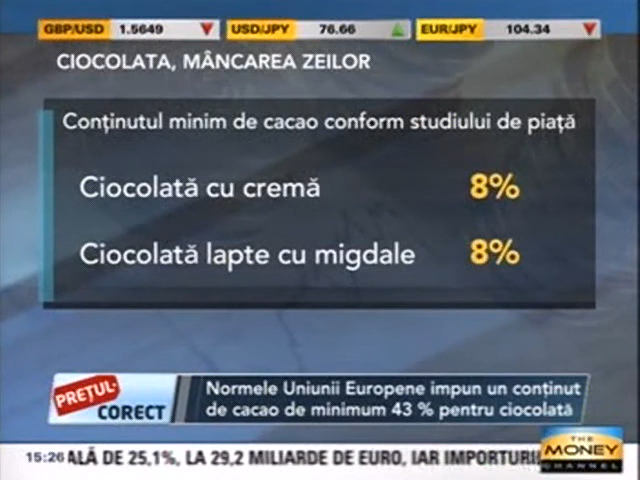 GBP/USD 1.5649 USD/JPY 76.66 EUR/JPY 104.34
CIOCOLATA, MÂNCAREA ZEILOR
Conținutul minim de cacao conform studiului de piață
Ciocolată cu cremă 8%
Ciocolată lapte cu migdale 8%
PREȚUL CORECT
Normele Uniunii Europene impun un conținut
de cacao de minimum 43 % pentru ciocolată
15:26 ALĂ DE 25,1%, LA 29,2 MILIARDE DE EURO, IAR IMPORTURI
THE
MONEY
CHANNEL